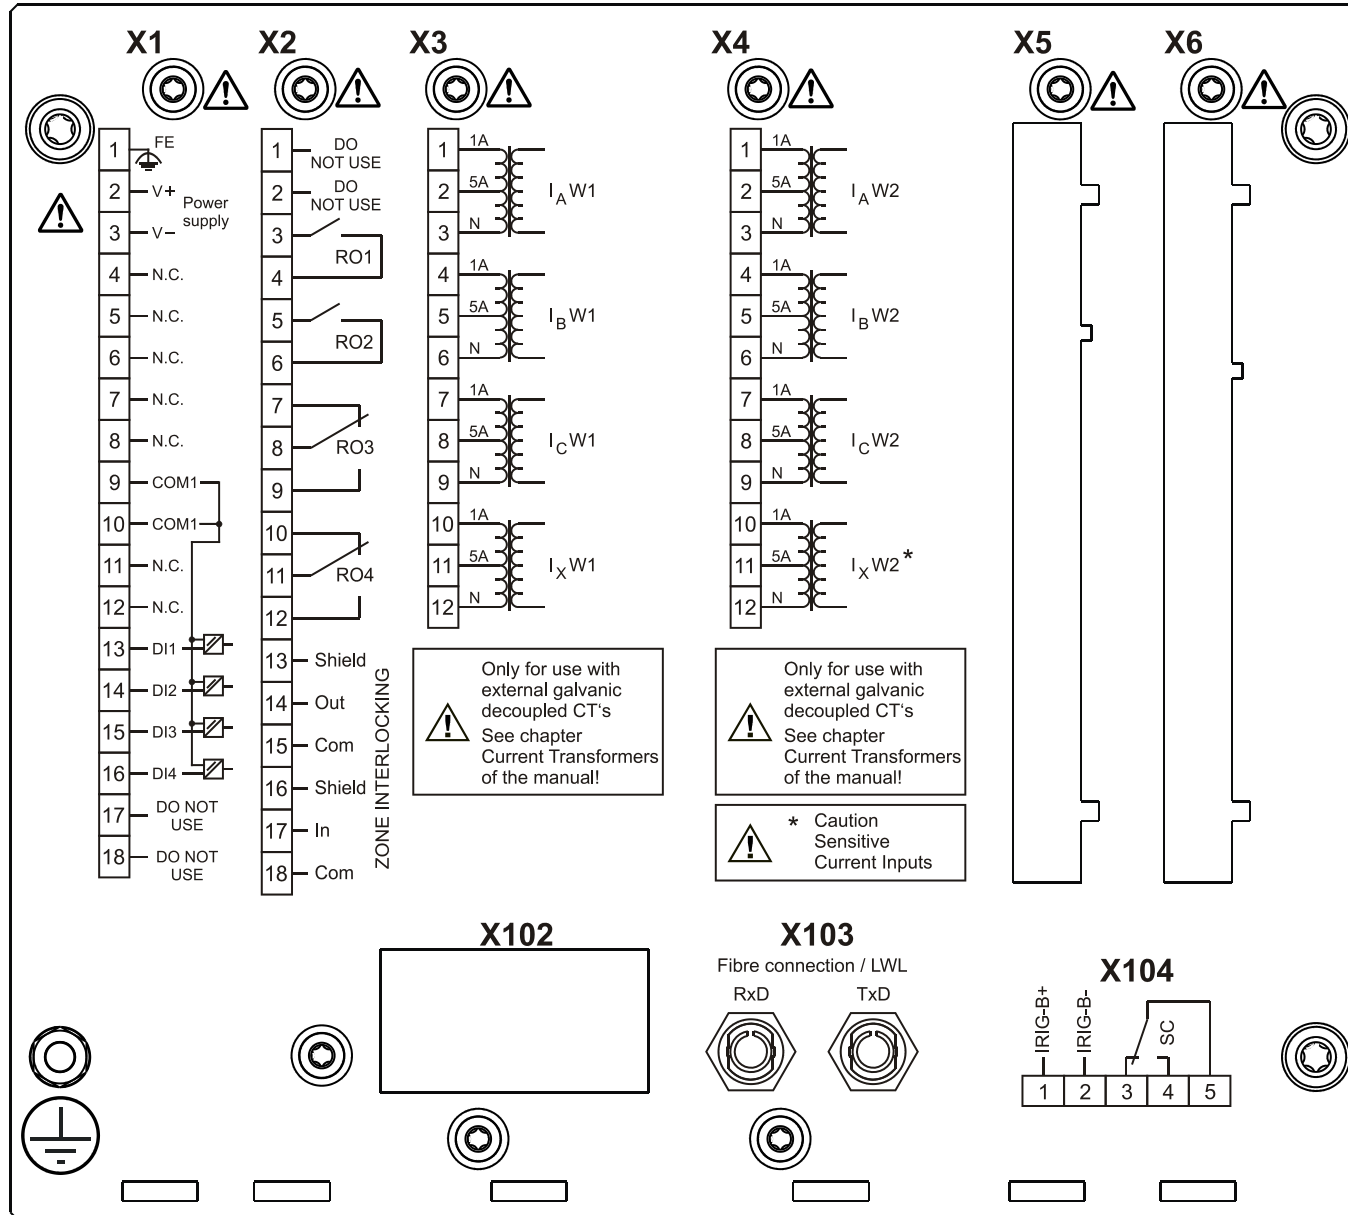 X1
X2
X3
X4
X5
X6
1 FE
2 V+
Power
supply
3 V–
4 N.C.
5 N.C.
6 N.C.
7 N.C.
8 N.C.
9 COM1
10 COM1
11 N.C.
12 N.C.
13 DI1
14 DI2
15 DI3
16 DI4
17 DO NOT
USE
18 DO NOT
USE
1 DO
NOT USE
2 DO
NOT USE
3
RO1
4
5
RO2
6
7
8 RO3
9
10
11 RO4
12
13 Shield
14 Out
15 Com
16 Shield
17 In
18 Com
ZONE INTERLOCKING
1 1A
2 5A IA W1
3 N
4 1A
5 5A IB W1
6 N
7 1A
8 5A IC W1
9 N
10 1A
11 5A IX W1
12 N
Only for use with
external galvanic
decoupled CT‘s
See chapter
Current Transformers
of the manual!
1 1A
2 5A IA W2
3 N
4 1A
5 5A IB W2
6 N
7 1A
8 5A IC W2
9 N
10 1A
11 5A IX W2 *
12 N
Only for use with
external galvanic
decoupled CT‘s
See chapter
Current Transformers
of the manual!
* Caution
Sensitive
Current Inputs
X102
X103
Fibre connection / LWL
RxD TxD
X104
IRIG-B+
IRIG-B-
SC
1 2 3 4 5